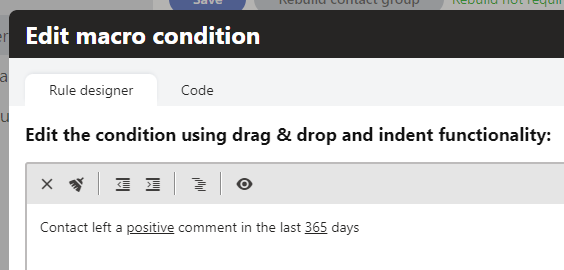 Save Rebuild contact group Rebuild not requir
Edit macro condition
Rule designer Code
Edit the condition using drag & drop and indent functionality:
Contact left a positive comment in the last 365 days